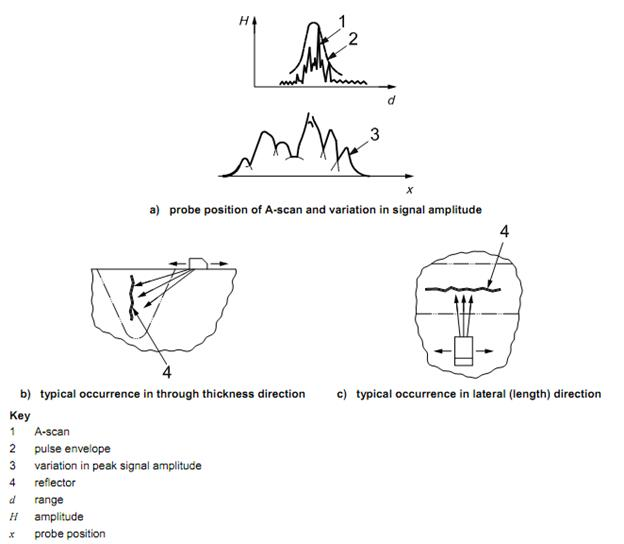 H
1
2
d
3
x
a) probe position of A-scan and variation in signal amplitude
4
4
b) typical occurrence in through thickness direction
c) typical occurrence in lateral (length) direction
Key
1 A-scan
2 pulse envelope
3 variation in peak signal amplitude
4 reflector
d range
H amplitude
x probe position